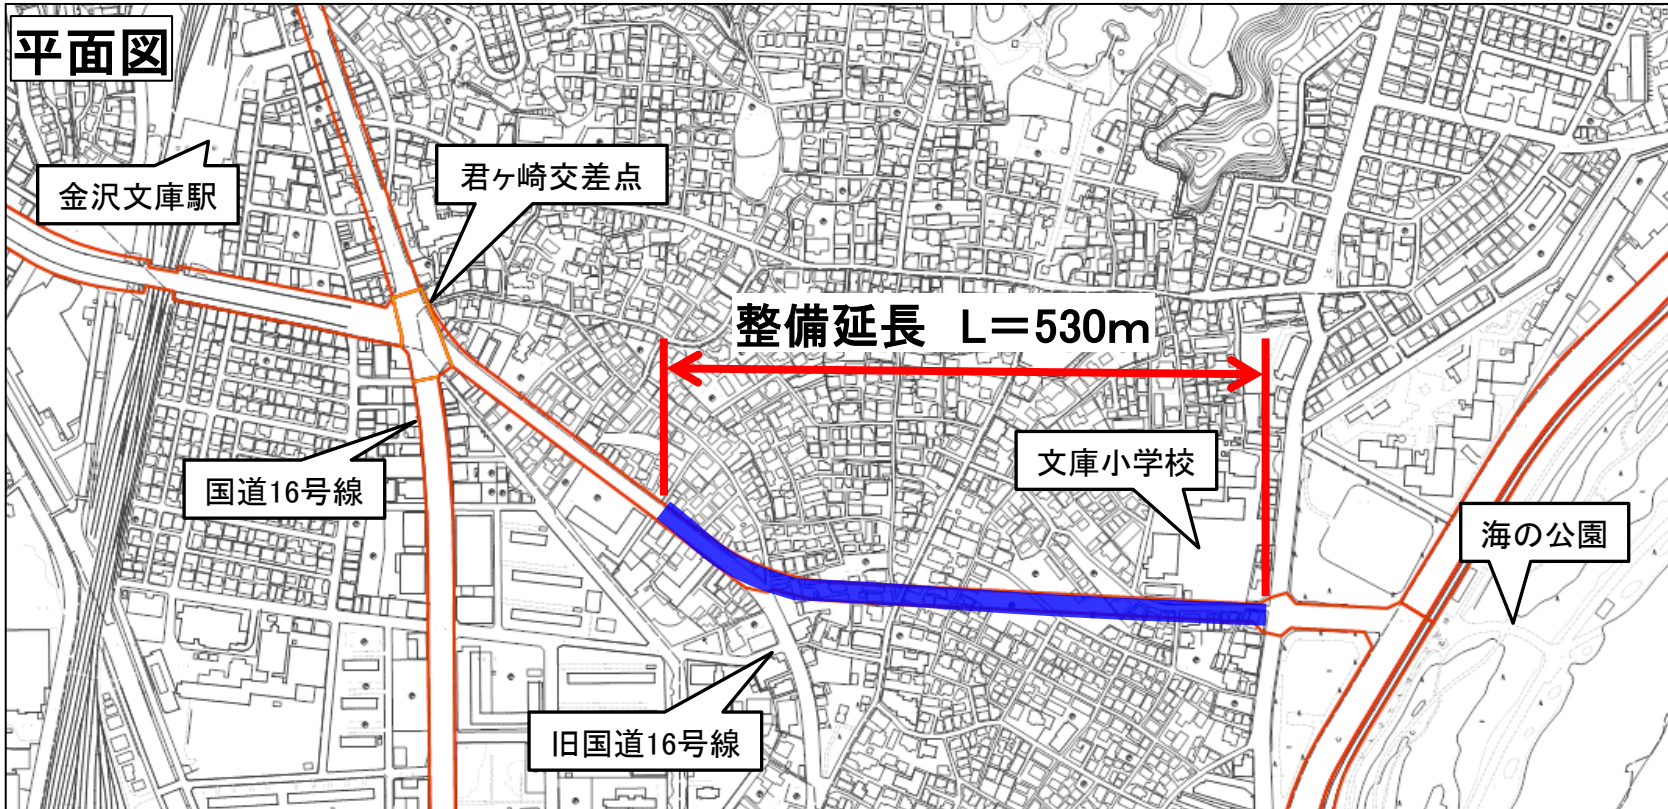 平面図
金沢文庫駅
君ヶ崎交差点
整備延長　L＝530m
国道16号線
文庫小学校
海の公園
旧国道16号線